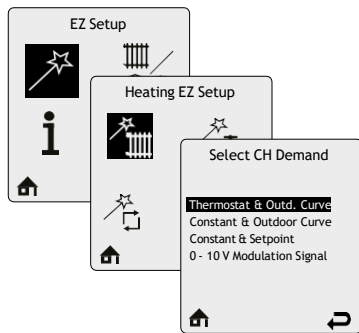 EZ Setup
Heating EZ Setup
Select CH Demand
Thermostat & Outd. Curve
Constant & Outdoor Curve
Constant & Setpoint
0 - 10 V Modulation Signal